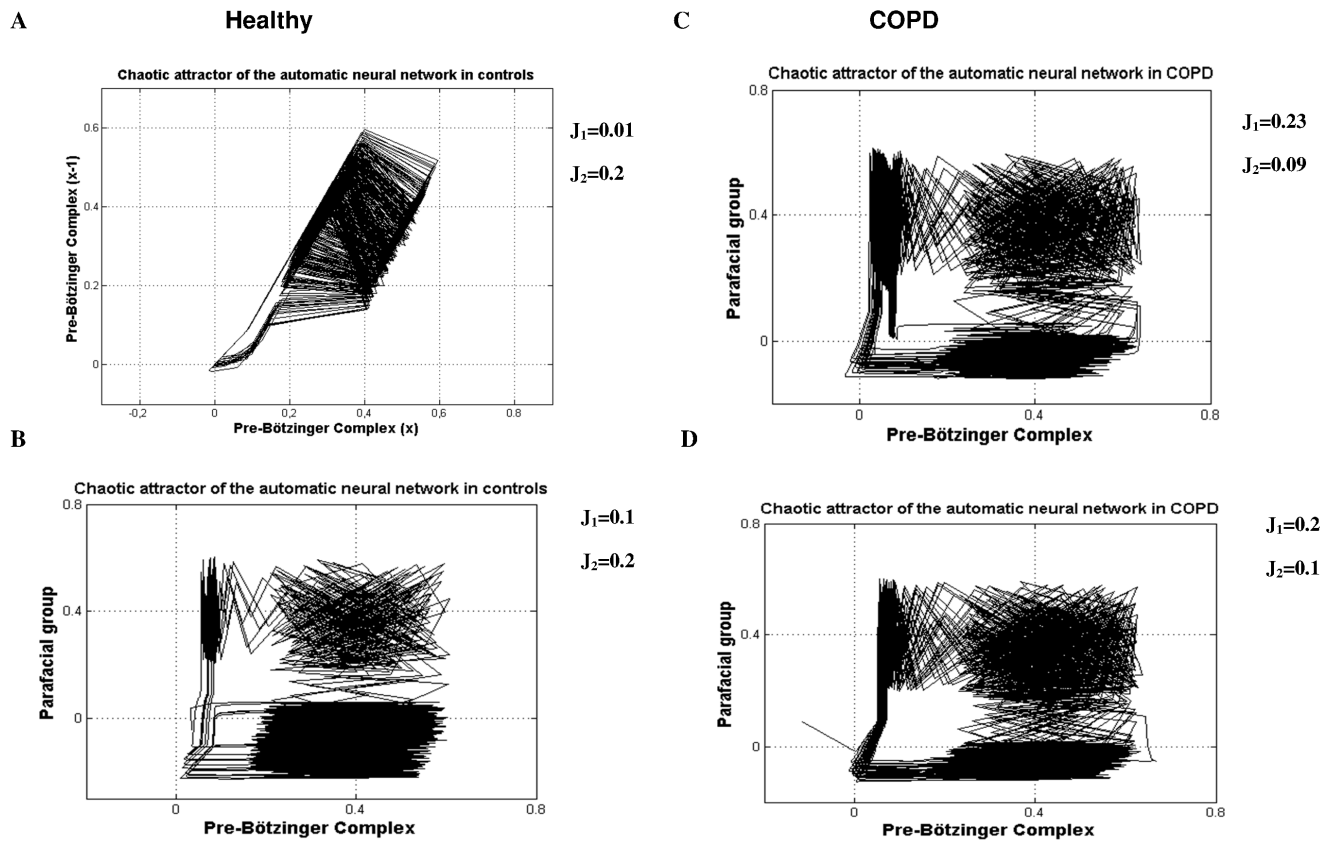 A
Healthy
Chaotic attractor of the automatic neural network in controls
J1=0.01
J2=0.2
Pre-Bötzinger Complex (x-1)
0.6
0.4
0.2
0
-0,2
0
0,2
0,4
0,6
0.8
Pre-Bötzinger Complex (x)
B
Chaotic attractor of the automatic neural network in controls
J1=0.1
J2=0.2
Parafacial group
0.8
0.4
0
0
0.4
0.8
Pre-Bötzinger Complex
C
COPD
Chaotic attractor of the automatic neural network in COPD
J1=0.23
J2=0.09
Parafacial group
0.8
0.4
0
0
0.4
0.8
Pre-Bötzinger Complex
D
Chaotic attractor of the automatic neural network in COPD
J1=0.2
J2=0.1
Parafacial group
0.8
0.4
0
0
0.4
0.8
Pre-Bötzinger Complex